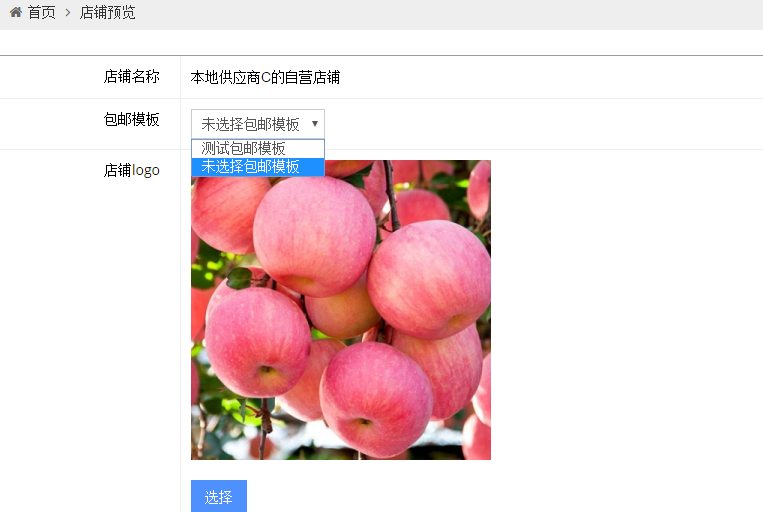 首页 > 店铺预览
店铺名称
本地供应商C的自营店铺
包邮模板
未选择包邮模板
测试包邮模板
未选择包邮模板
店铺logo
选择